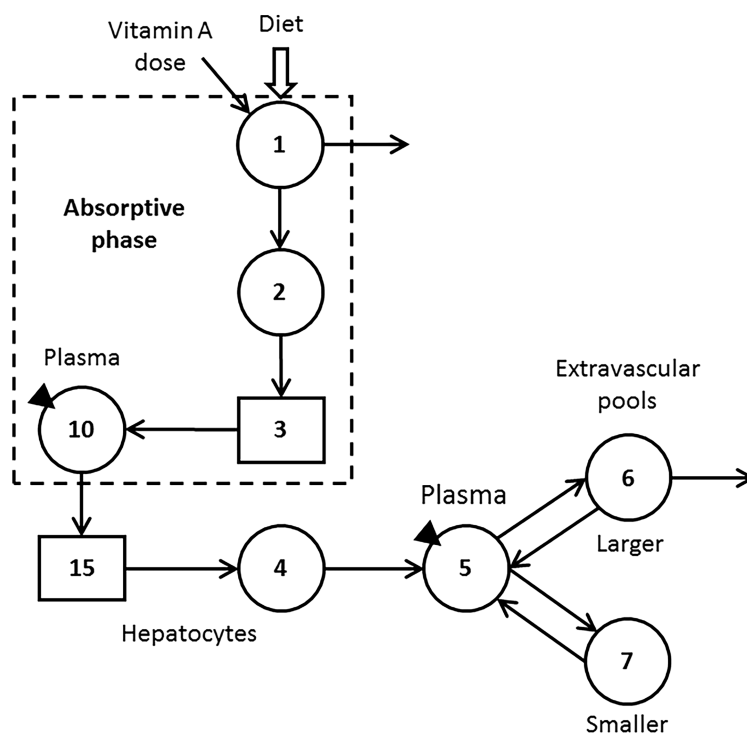 Vitamin A
dose
Diet
1
Absorptive
phase
2
Plasma
10
3
Extravascular
pools
6
Larger
Plasma
15
4
5
Hepatocytes
7
Smaller